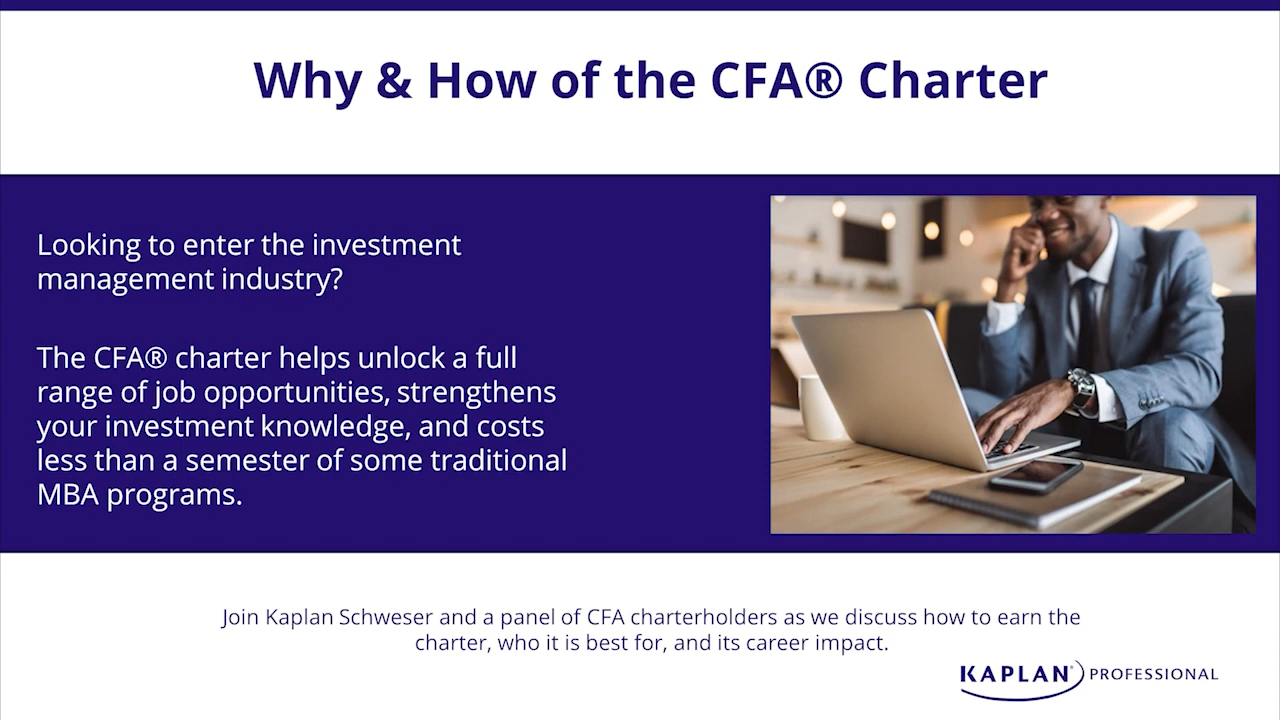 Why & How of the CFA® Charter
Looking to enter the investment
management industry?
The CFA® charter helps unlock a full
range of job opportunities, strengthens
your investment knowledge, and costs
less than a semester of some traditional
MBA programs.
Join Kaplan Schweser and a panel of CFA charterholders as we discuss how to earn the
charter, who it is best for, and its career impact.
KAPLAN® PROFESSIONAL